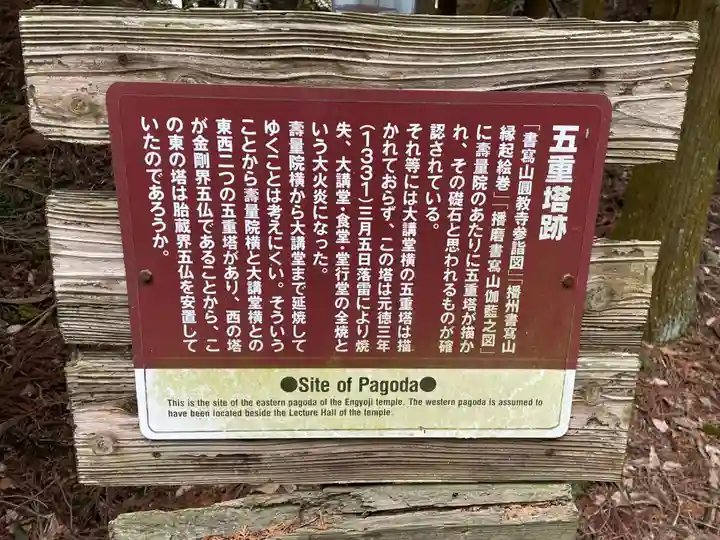 五重塔跡
「書寫山圓教寺参詣図」「播州書寫山
縁起絵巻」「播磨書寫山伽藍之図」
に壽量院のあたりに五重塔が描か
れ、その礎石と思われるものが確
認されている。
それ等には大講堂横の五重塔は描
かれておらず、この塔は元徳三年
(1331)三月五日落雷により焼
失、大講堂・食堂・常行堂の全焼と
いう大火炎になった。
壽量院横から大講堂まで延焼して
ゆくことは考えにくい。そういう
ことから壽量院横と大講堂横との
東西二つの五重塔があり、西の塔
が金剛界五仏であることから、こ
の東の塔は胎蔵界五仏を安置して
いたのであろうか。
●Site of Pagoda●
This is the site of the eastern pagoda of the Engyoji temple. The western pagoda is assumed to
have been located beside the Lecture Hall of the temple.